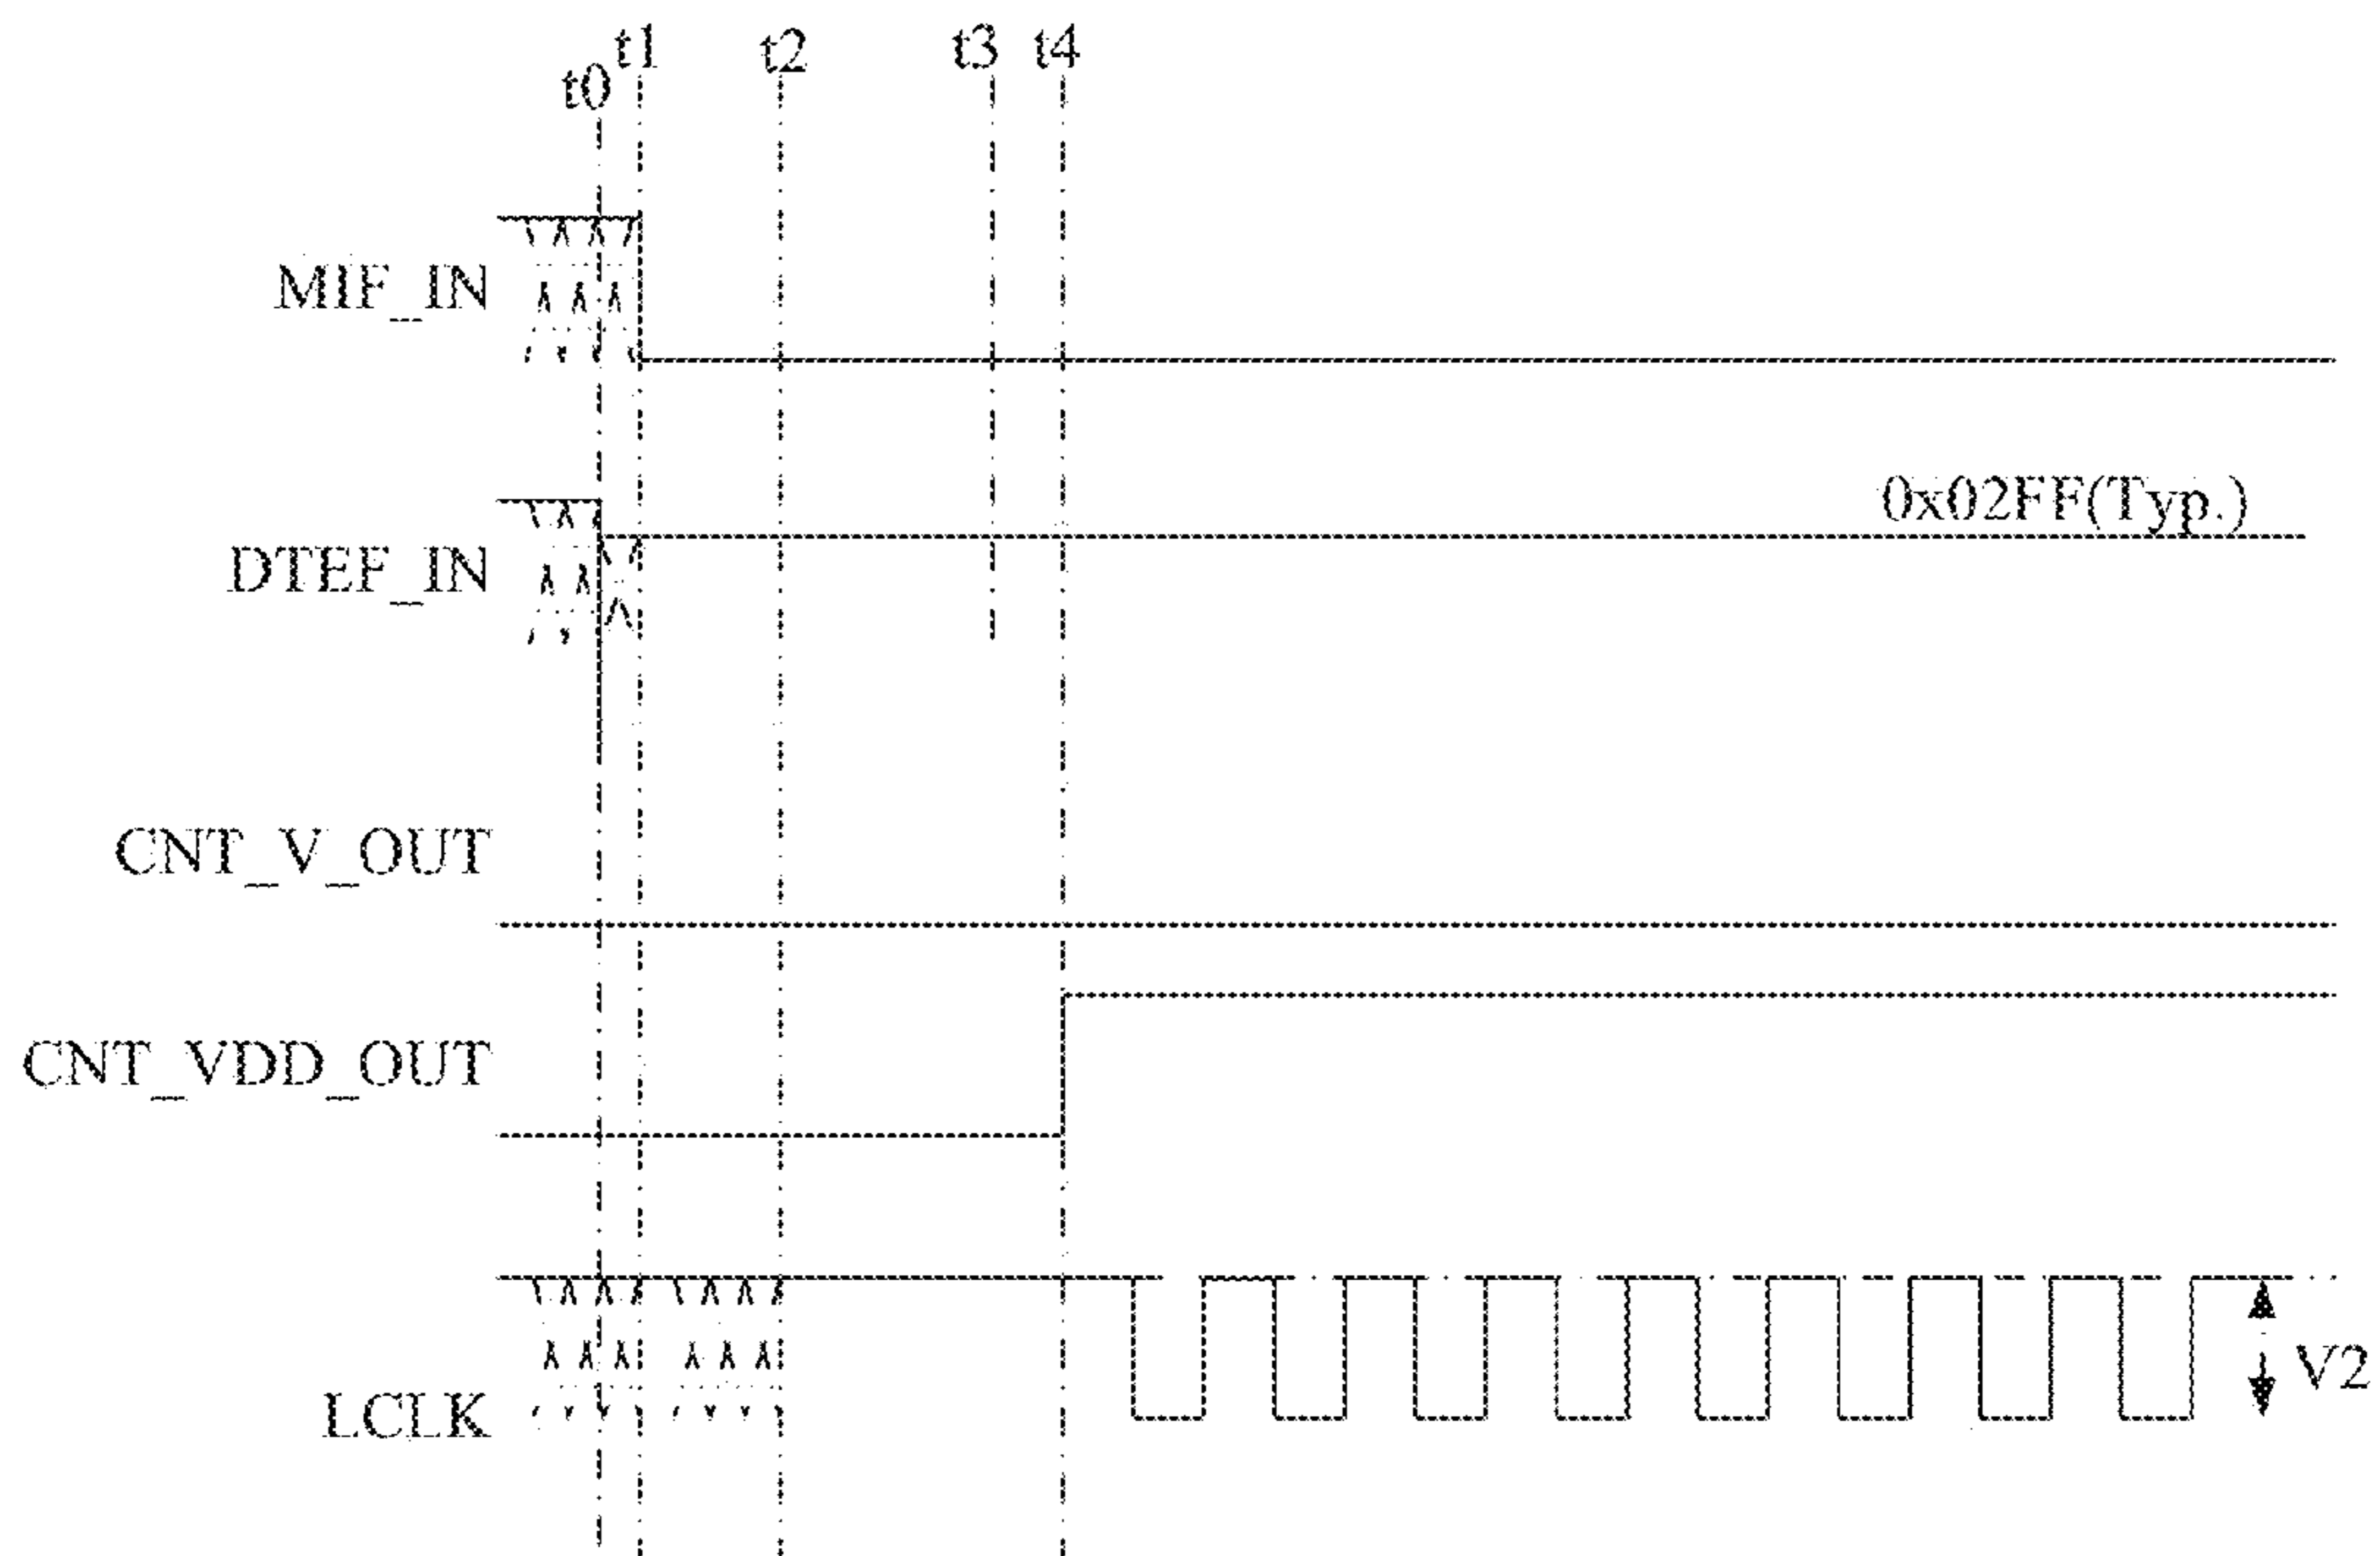 t0
t1
t2
t3
t4
MIF_IN
0x02FF(Typ.)
DTEF_IN
CNT_V_OUT
CNT_VDD_OUT
V2
LCLK